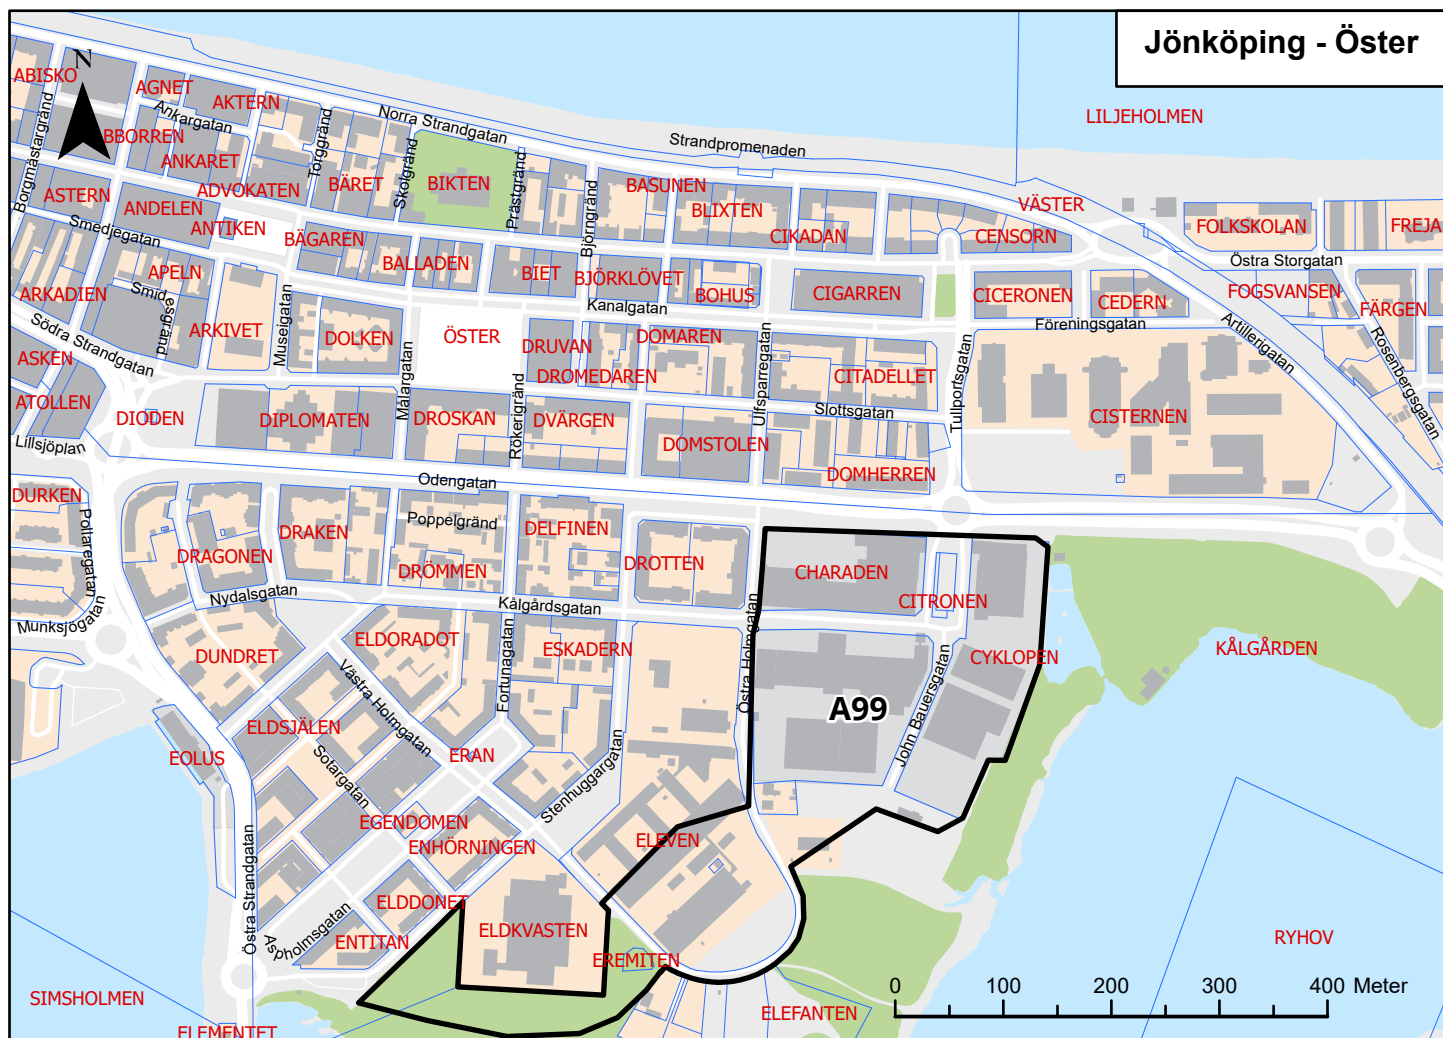 Jönköping - Öster
N
ABISKO
AGNET
AKTERN
Ankargatan
Torggränd
Norra Strandgatan
Strandpromenaden
LILJEHOLMEN
Borgmästargränd
BBORREN
ANKARET
ADVOKATEN
BÄRET
Skolgränd
BIKTEN
Prästgränd
Björngränd
BASUNEN
BLIXTEN
CIKADAN
VÄSTER
CENSORN
FOLKSKOLAN
FREJA
ASTERN
ANDELEN
ANTIKEN
Smedjegatan
BÄGAREN
BALLADEN
BIET
BJÖRKLÖVET
BOHUS
CIGARREN
CICERONEN
CEDERN
Östra Storgatan
FOGSVANSEN
FÄRGEN
APELN
ARKADIEN
Smidesgränd
ARKIVET
Museigatan
DOLKEN
Kanalgatan
Föreningsgatan
Artillerigatan
Rosenbergsgatan
Södra Strandgatan
ASKEN
ATOLLEN
Målargatan
ÖSTER
DRUVAN
DROMEDAREN
DOMAREN
Ulfsparregatan
CITADELLET
Tullportsgatan
CISTERNEN
DIODEN
Lillsjöplan
DIPLOMATEN
DROSKAN
Rökerigränd
DVÄRGEN
DOMSTOLEN
Slottsgatan
DOMHERREN
DURKEN
Pollaregatan
Odengatan
Poppelgränd
DRAKEN
DRAGONEN
DRÖMMEN
DELFINEN
DROTTEN
CHARADEN
CITRONEN
Nydalsgatan
Kålgårdsgatan
Munksjögatan
DUNDRET
ELDORADOT
Fortunagatan
ESKADERN
Östra Holmgatan
CYKLOPEN
KÅLGÅRDEN
A99
John Bauersgatan
Västra Holmgatan
EOLUS
ELDSJÄLEN
Sotargatan
ERAN
Stenhuggargatan
EGENDOMEN
ENHÖRNINGEN
ELEVEN
Östra Strandgatan
Aspholmsgatan
ELDDONET
ENTITAN
ELDKVASTEN
EREMITEN
RYHOV
SIMSHOLMEN
ELEMENTET
ELEFANTEN
0 100 200 300 400 Meter